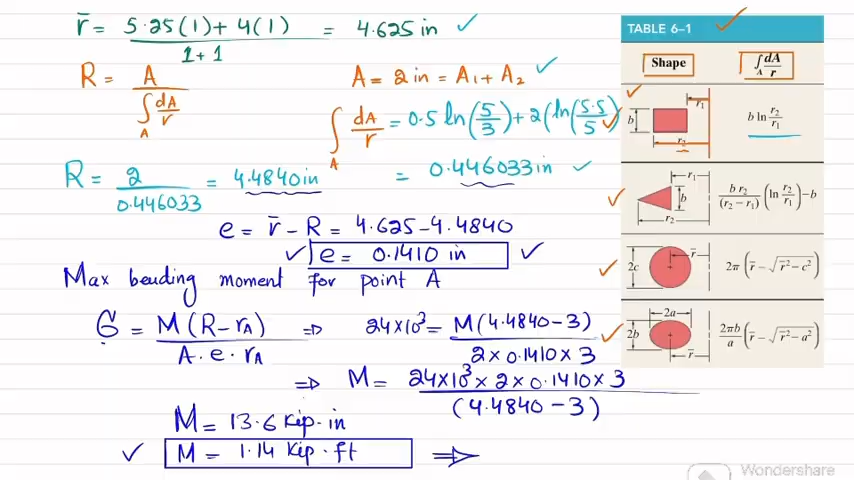 r̄ = 5.25(1) + 4(1) / 1+1 = 4.625 in ✓
R = A / ∫_A dA/r    A = 2 in = A₁ + A₂ ✓
∫_A dA/r = 0.5 ln(5/3) + 2(ln(5.5/5)) ✓
R = 2 / 0.446033 = 4.4840in    = 0.446033 in ✓
e = r̄ − R = 4.625 − 4.4840
✓ e = 0.1410 in ✓
Max bending moment for point A
σ = M(R − rA) / A·e·rA ⇒ 24×10³ = M(4.4840 − 3) / 2×0.1410×3
⇒ M = 24×10³ × 2 × 0.1410 × 3 / (4.4840 − 3)
M = 13.6 kip·in
✓ M = 1.14 kip·ft ⇒
TABLE 6–1 ✓
Shape    ∫_A dA/r
✓ b r₁ r₂    b ln r₂/r₁
✓ r₁ b r₂    b r₂/(r₂ − r₁) (ln r₂/r₁) − b
✓ 2c r̄    2π (r̄ − √r̄² − c²)
✓ 2a 2b r̄    2πb/a (r̄ − √r̄² − a²)
Wondershare